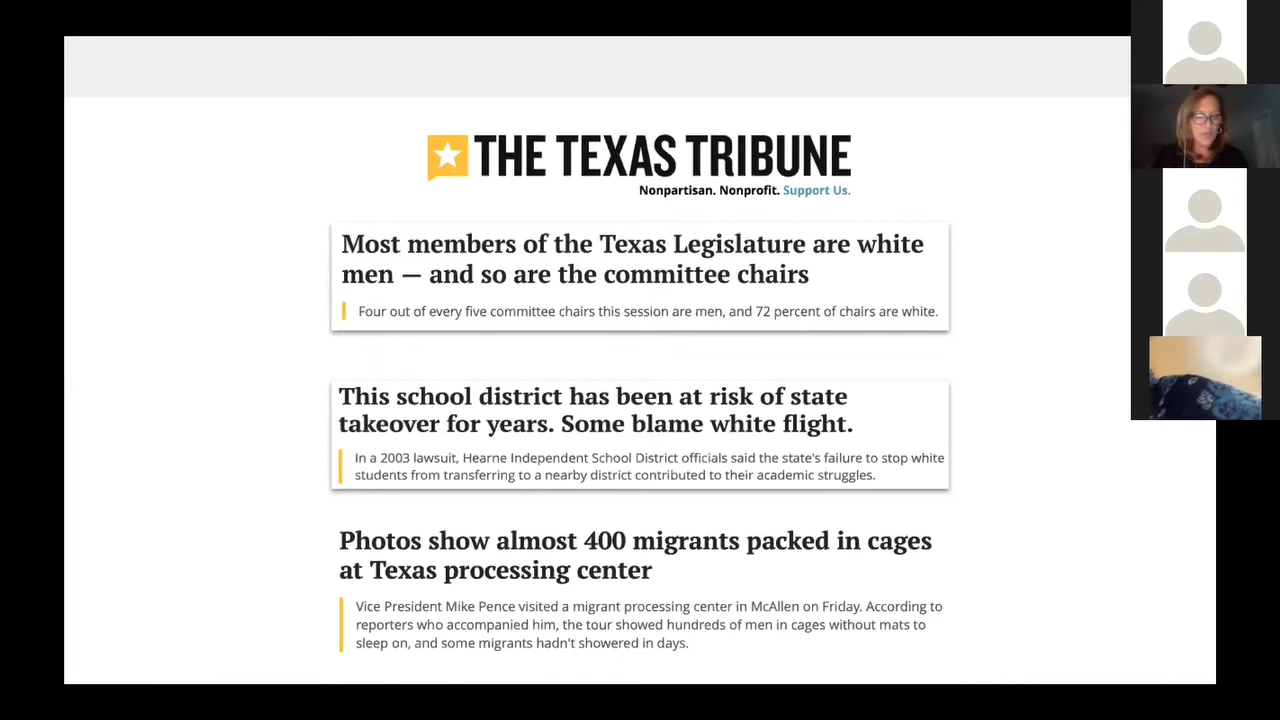 THE TEXAS TRIBUNE
Nonpartisan. Nonprofit. Support Us.
Most members of the Texas Legislature are white
men — and so are the committee chairs
Four out of every five committee chairs this session are men, and 72 percent of chairs are white.
This school district has been at risk of state
takeover for years. Some blame white flight.
In a 2003 lawsuit, Hearne Independent School District officials said the state's failure to stop white
students from transferring to a nearby district contributed to their academic struggles.
Photos show almost 400 migrants packed in cages
at Texas processing center
Vice President Mike Pence visited a migrant processing center in McAllen on Friday. According to
reporters who accompanied him, the tour showed hundreds of men in cages without mats to
sleep on, and some migrants hadn't showered in days.